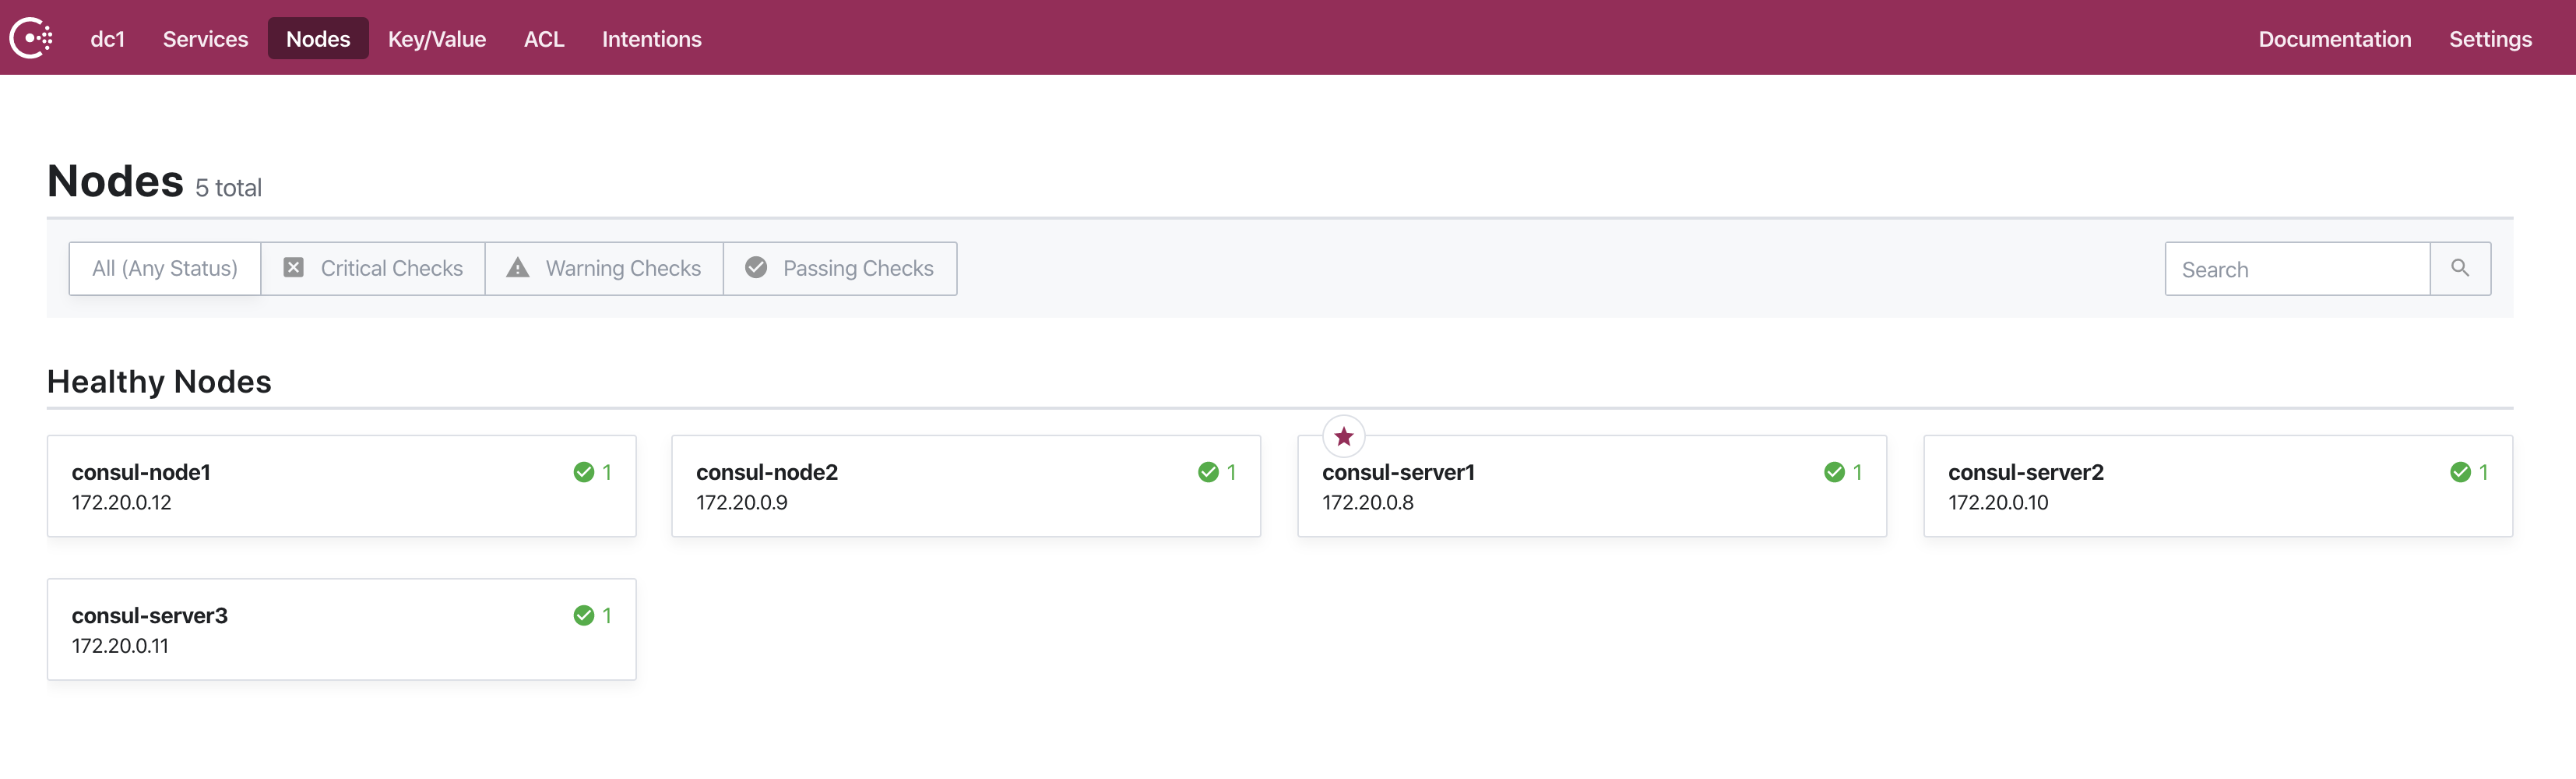 dc1 Services Nodes Key/Value ACL Intentions Documentation Settings
Nodes 5 total
All (Any Status) Critical Checks Warning Checks Passing Checks Search
Healthy Nodes
consul-node1 1
172.20.0.12
consul-node2 1
172.20.0.9
consul-server1 1
172.20.0.8
consul-server2 1
172.20.0.10
consul-server3 1
172.20.0.11